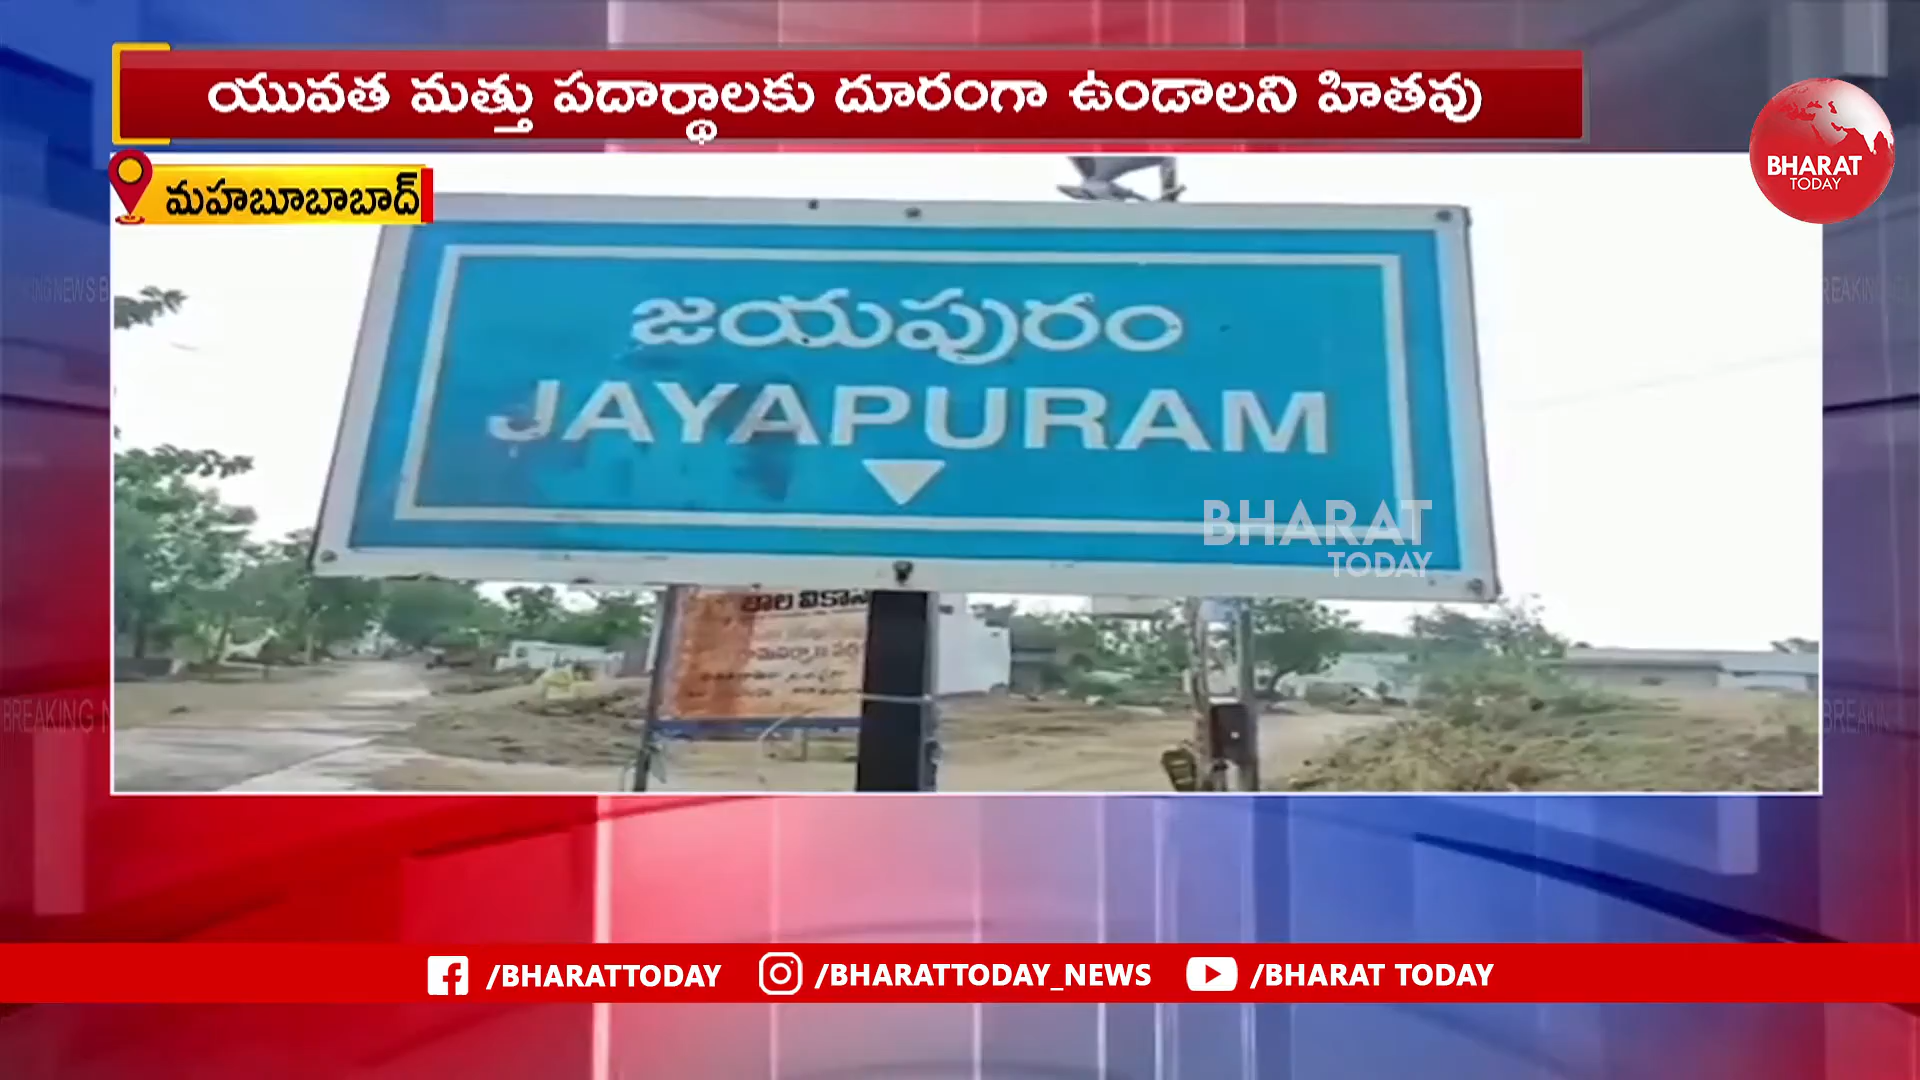 యువత మత్తు పదార్థాలకు దూరంగా ఉండాలని హితవు
BHARAT
TODAY
మహబూబాబాద్
జయపురం
JAYAPURAM
BHARAT
TODAY
బాల వికాస
/BHARATTODAY
/BHARATTODAY_NEWS
/BHARAT TODAY